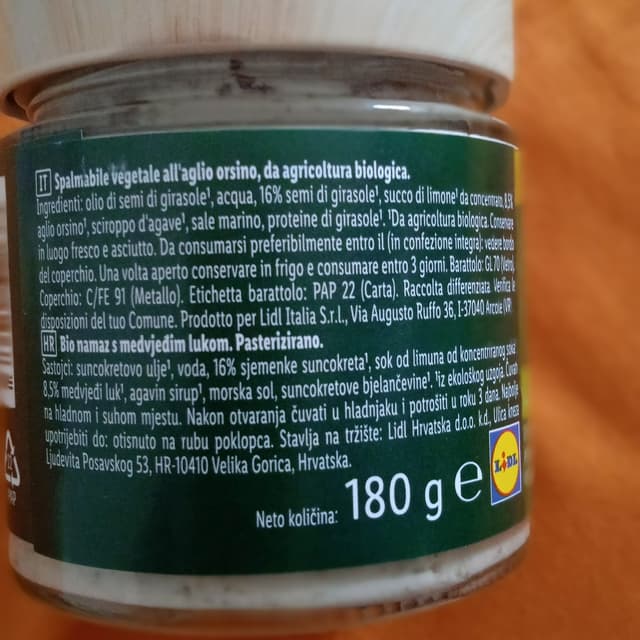 IT Spalmabile vegetale all'aglio orsino, da agricoltura biologica.
Ingredienti: olio di semi di girasole¹, acqua, 16% semi di girasole¹, succo di limone¹ da concentrato, 8,5%
aglio orsino¹, sciroppo d'agave¹, sale marino, proteine di girasole¹. ¹Da agricoltura biologica. Conservare
in luogo fresco e asciutto. Da consumarsi preferibilmente entro il (in confezione integra): vedere bordo
del coperchio. Una volta aperto conservare in frigo e consumare entro 3 giorni. Barattolo: GL 70 (Vetro),
Coperchio: C/FE 91 (Metallo). Etichetta barattolo: PAP 22 (Carta). Raccolta differenziata. Verifica le
disposizioni del tuo Comune. Prodotto per Lidl Italia S.r.l., Via Augusto Ruffo 36, I-37040 Arcole (VR)
HR Bio namaz s medvjeđim lukom. Pasterizirano.
Sastojci: suncokretovo ulje¹, voda, 16% sjemenke suncokreta¹, sok od limuna od koncentriranog soka¹
8,5% medvjeđi luk¹, agavin sirup¹, morska sol, suncokretove bjelančevine¹. ¹iz ekološkog uzgoja. Čuvati
na hladnom i suhom mjestu. Nakon otvaranja čuvati u hladnjaku i potrošiti u roku 3 dana. Najbolje
upotrijebiti do: otisnuto na rubu poklopca. Stavlja na tržište: Lidl Hrvatska d.o.o. k.d., Ulica kneza
Ljudevita Posavskog 53, HR-10410 Velika Gorica, Hrvatska.
Neto količina: 180 g e
LIDL
PAP